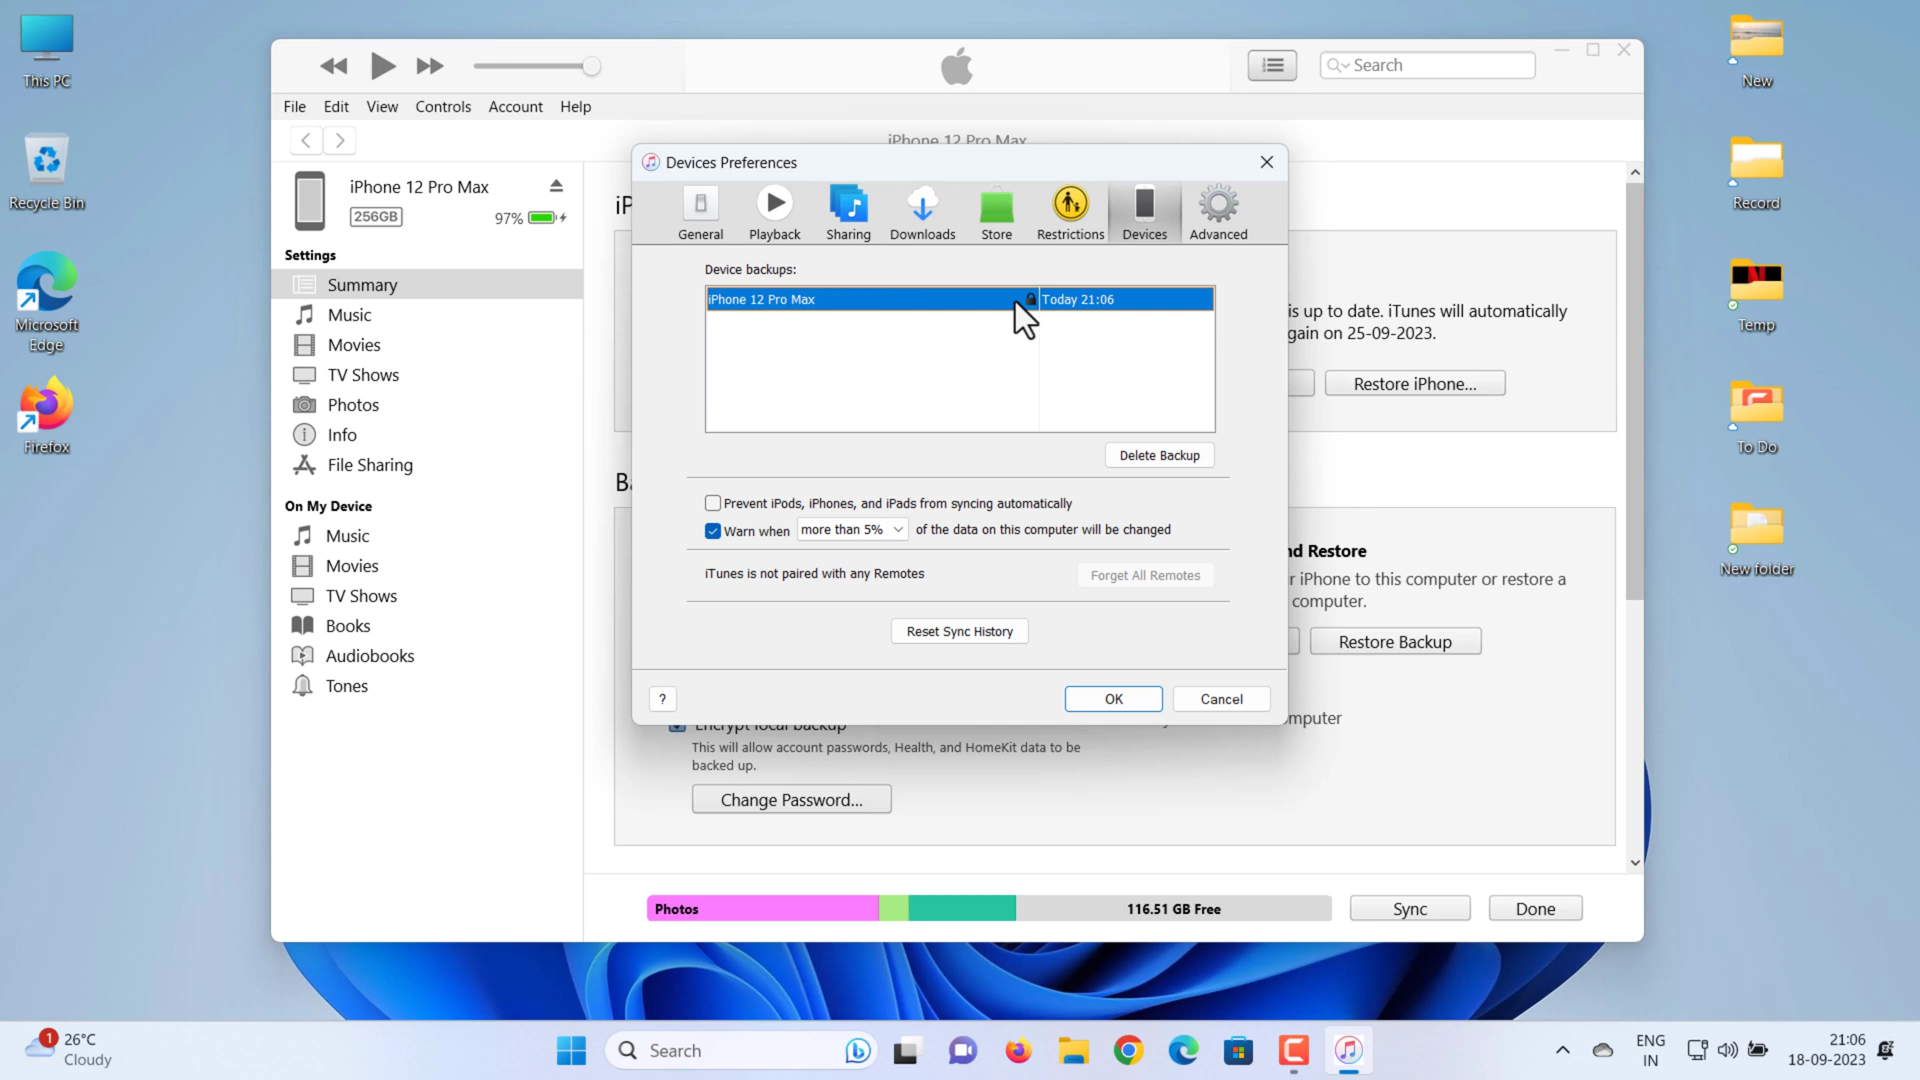 This PC
Recycle Bin
Microsoft
Edge
Firefox
New
Record
Temp
To Do
New folder
Search
File Edit View Controls Account Help
iPhone 12 Pro Max
iPhone 12 Pro Max
256GB
97%
Settings
Summary
Music
Movies
TV Shows
Photos
Info
File Sharing
On My Device
Music
Movies
TV Shows
Books
Audiobooks
Tones
iP
is up to date. iTunes will automatically
gain on 25-09-2023.
Restore iPhone...
Ba
nd Restore
r iPhone to this computer or restore a
computer.
Restore Backup
Encrypt local backup
mputer
This will allow account passwords, Health, and HomeKit data to be
backed up.
Change Password...
Devices Preferences
General Playback Sharing Downloads Store Restrictions Devices Advanced
Device backups:
iPhone 12 Pro Max Today 21:06
Delete Backup
Prevent iPods, iPhones, and iPads from syncing automatically
Warn when more than 5% of the data on this computer will be changed
iTunes is not paired with any Remotes Forget All Remotes
Reset Sync History
? OK Cancel
Photos 116.51 GB Free Sync Done
1
26°C
Cloudy
Search
ENG
IN
21:06
18-09-2023